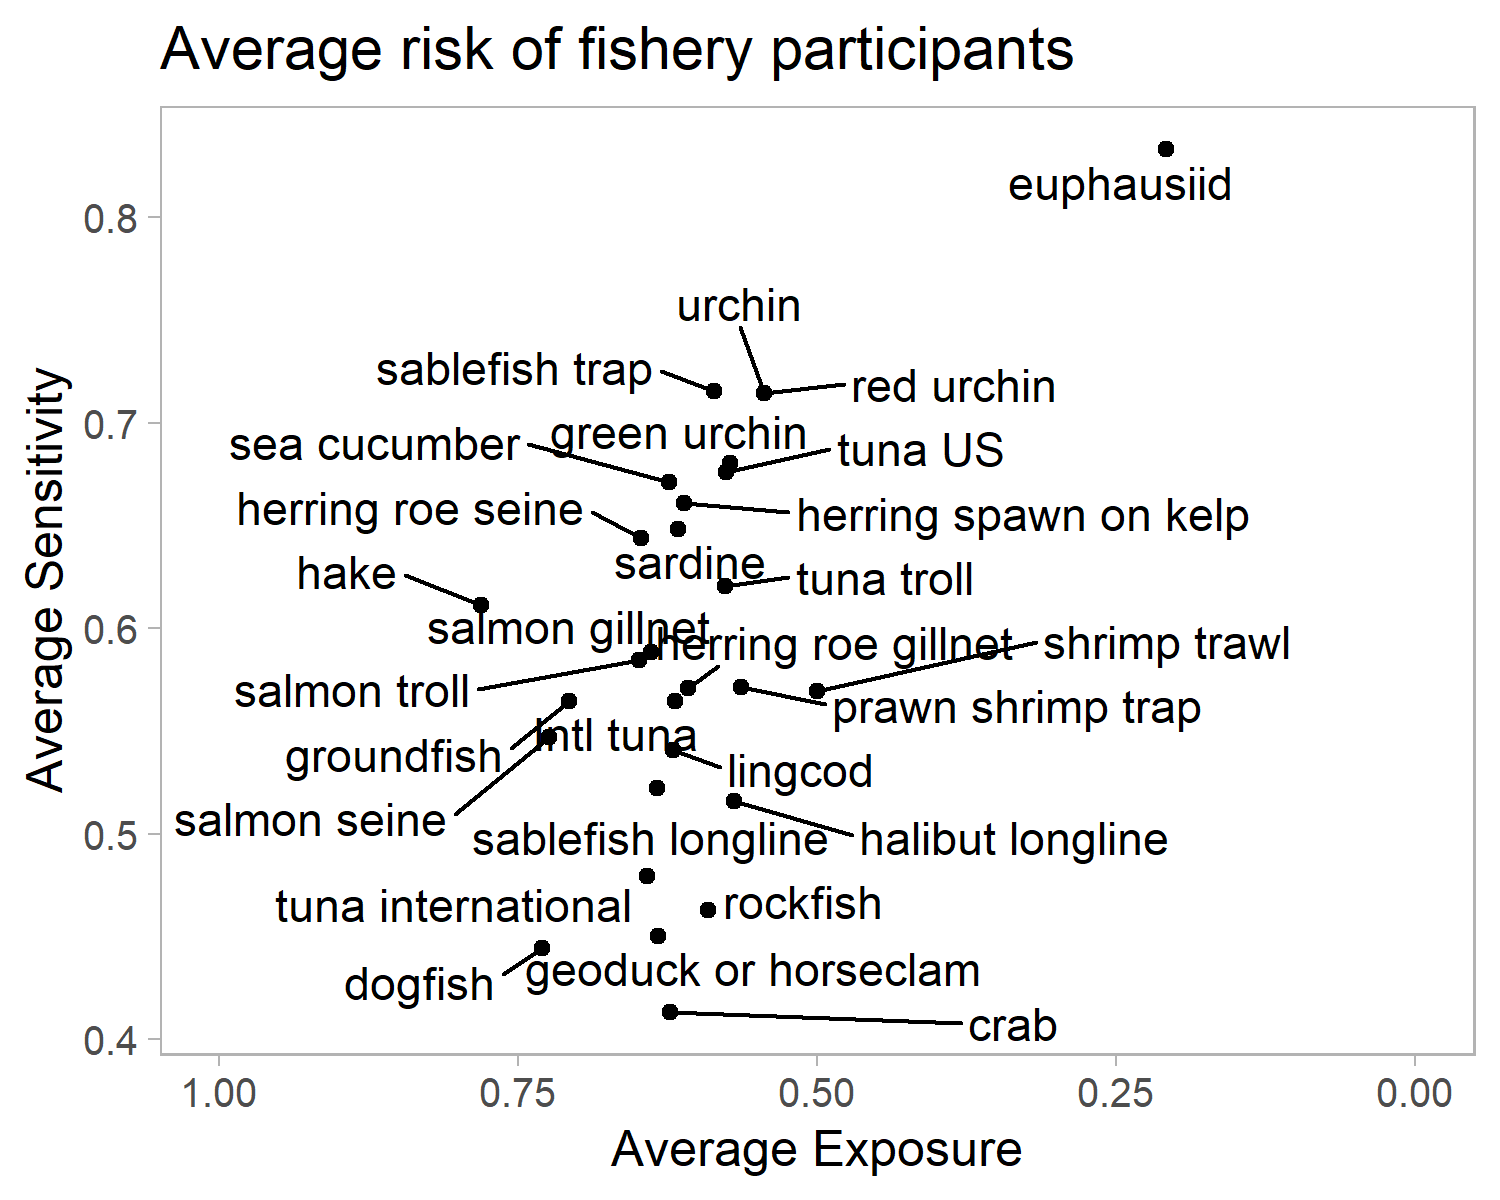 Average risk of fishery participants
euphausiid
0.8
urchin
sablefish trap
red urchin
0.7
green urchin
sea cucumber
tuna US
herring roe seine
herring spawn on kelp
sardine
hake
tuna troll
0.6
salmon gillnet
herring roe gillnet
shrimp trawl
salmon troll
prawn shrimp trap
Intl tuna
groundfish
lingcod
salmon seine
0.5
sablefish longline
halibut longline
tuna international
rockfish
geoduck or horseclam
dogfish
crab
0.4
Average Sensitivity
1.00 0.75 0.50 0.25 0.00
Average Exposure